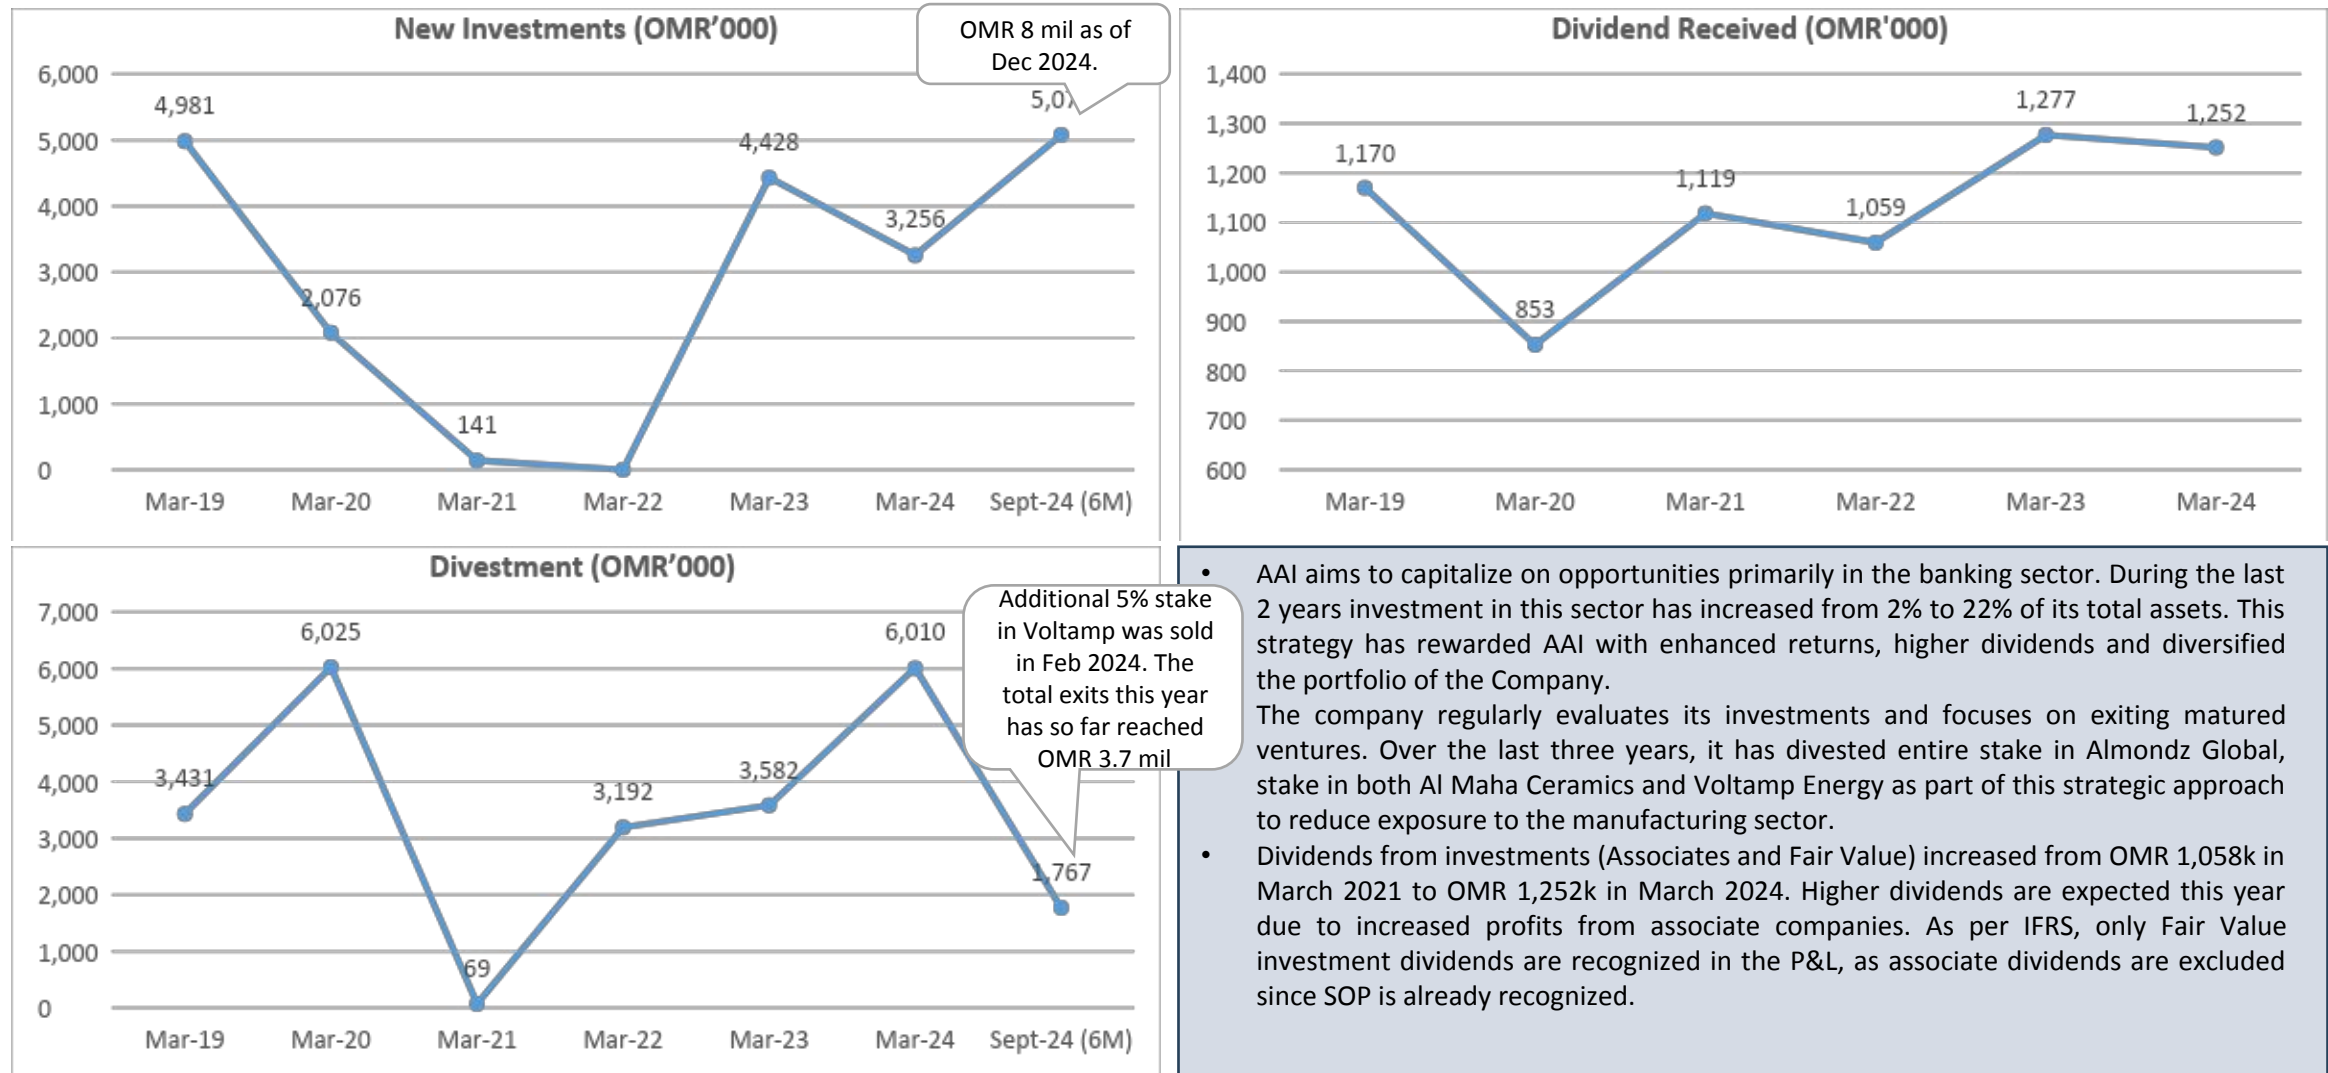 New Investments (OMR’000)
OMR 8 mil as of
Dec 2024.
6,000
5,000
4,000
3,000
2,000
1,000
0
4,981
2,076
141
4,428
3,256
Mar-19 Mar-20 Mar-21 Mar-22 Mar-23 Mar-24 Sept-24 (6M)
Dividend Received (OMR'000)
1,400
1,300
1,200
1,100
1,000
900
800
700
600
1,170
853
1,119
1,059
1,277
1,252
Mar-19 Mar-20 Mar-21 Mar-22 Mar-23 Mar-24
Divestment (OMR’000)
Additional 5% stake
in Voltamp was sold
in Feb 2024. The
total exits this year
has so far reached
OMR 3.7 mil
7,000
6,000
5,000
4,000
3,000
2,000
1,000
0
3,431
6,025
69
3,192
3,582
6,010
1,767
Mar-19 Mar-20 Mar-21 Mar-22 Mar-23 Mar-24 Sept-24 (6M)
• AAI aims to capitalize on opportunities primarily in the banking sector. During the last
2 years investment in this sector has increased from 2% to 22% of its total assets. This
strategy has rewarded AAI with enhanced returns, higher dividends and diversified
the portfolio of the Company.
The company regularly evaluates its investments and focuses on exiting matured
ventures. Over the last three years, it has divested entire stake in Almondz Global,
stake in both Al Maha Ceramics and Voltamp Energy as part of this strategic approach
to reduce exposure to the manufacturing sector.
• Dividends from investments (Associates and Fair Value) increased from OMR 1,058k in
March 2021 to OMR 1,252k in March 2024. Higher dividends are expected this year
due to increased profits from associate companies. As per IFRS, only Fair Value
investment dividends are recognized in the P&L, as associate dividends are excluded
since SOP is already recognized.